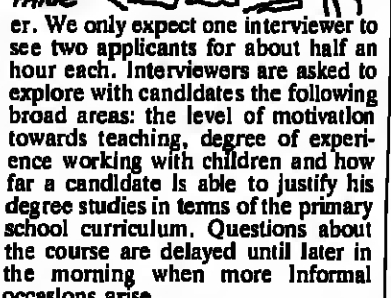 er. We only expect one interviewer to
see two applicants for about half an
hour each. Interviewers are asked to
explore with candidates the following
broad areas: the level of motivation
towards teaching, degree of experi-
ence working with children and how
far a candidate is able to justify his
degree studies in terms of the primary
school curriculum. Questions about
the course are delayed until later in
the morning when more informal
occasions arise